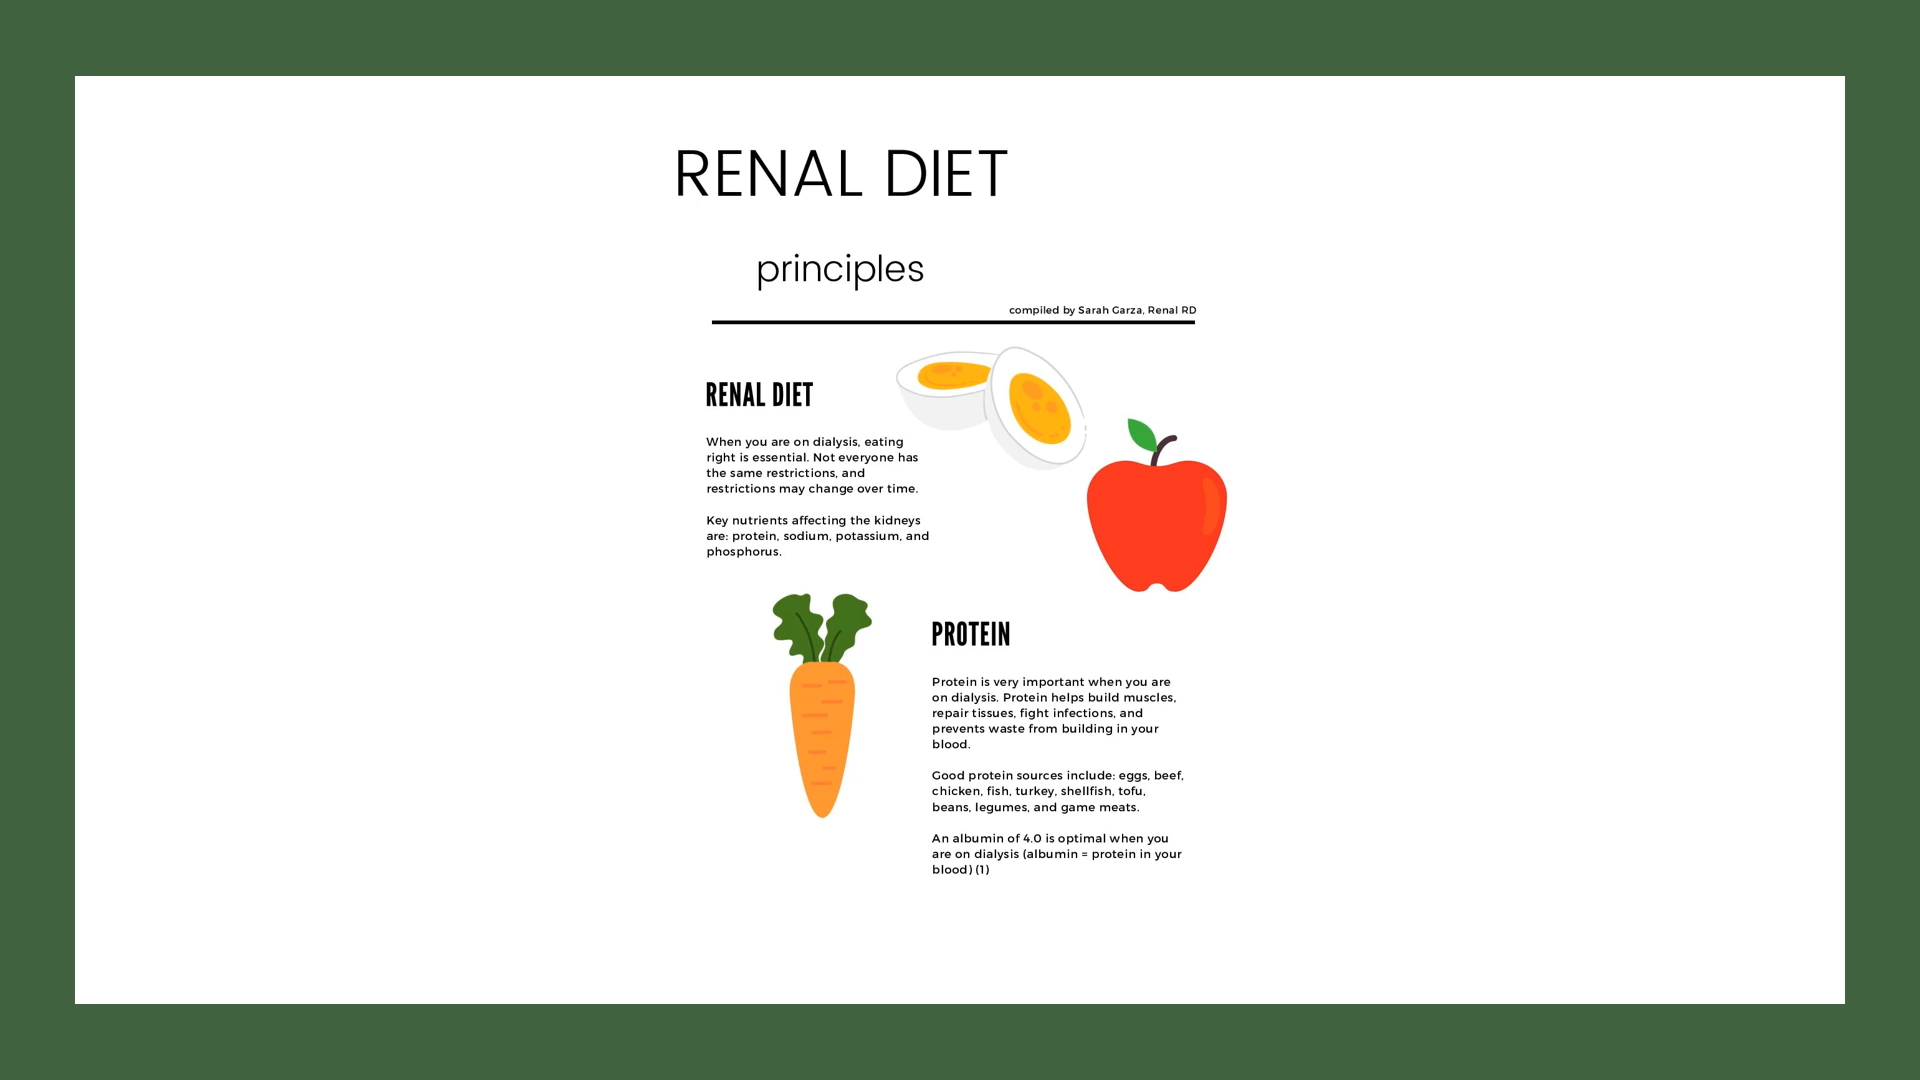 RENAL DIET
principles
compiled by Sarah Garza, Renal RD
RENAL DIET
When you are on dialysis, eating
right is essential. Not everyone has
the same restrictions, and
restrictions may change over time.
Key nutrients affecting the kidneys
are: protein, sodium, potassium, and
phosphorus.
PROTEIN
Protein is very important when you are
on dialysis. Protein helps build muscles,
repair tissues, fight infections, and
prevents waste from building in your
blood.
Good protein sources include: eggs, beef,
chicken, fish, turkey, shellfish, tofu,
beans, legumes, and game meats.
An albumin of 4.0 is optimal when you
are on dialysis (albumin = protein in your
blood) (1)